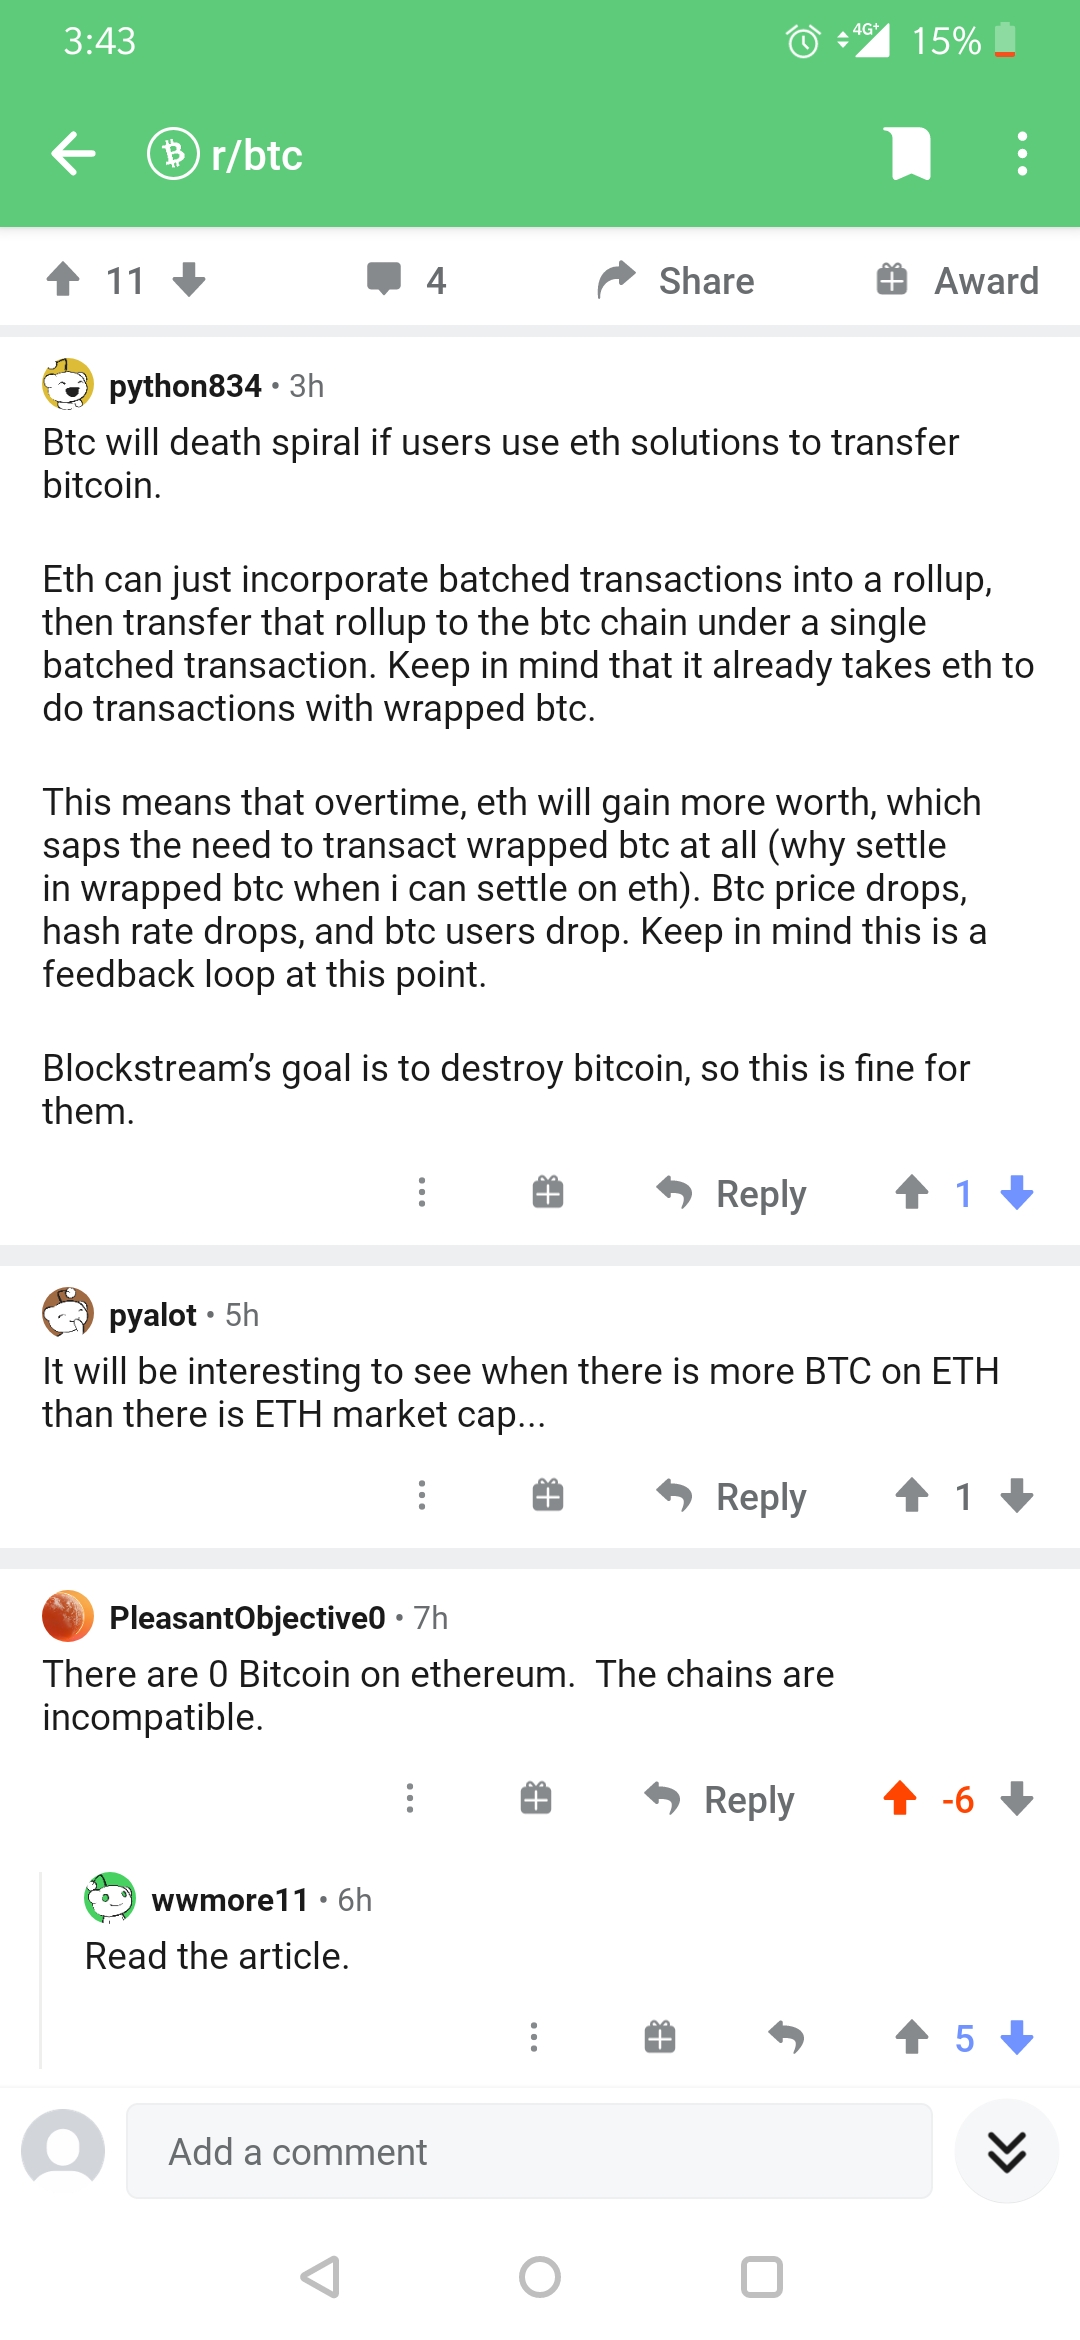 3:43
4G+ 15%
r/btc
11
4
Share
Award
python834 • 3h
Btc will death spiral if users use eth solutions to transfer
bitcoin.
Eth can just incorporate batched transactions into a rollup,
then transfer that rollup to the btc chain under a single
batched transaction. Keep in mind that it already takes eth to
do transactions with wrapped btc.
This means that overtime, eth will gain more worth, which
saps the need to transact wrapped btc at all (why settle
in wrapped btc when i can settle on eth). Btc price drops,
hash rate drops, and btc users drop. Keep in mind this is a
feedback loop at this point.
Blockstream’s goal is to destroy bitcoin, so this is fine for
them.
Reply 1
pyalot • 5h
It will be interesting to see when there is more BTC on ETH
than there is ETH market cap...
Reply 1
PleasantObjective0 • 7h
There are 0 Bitcoin on ethereum.  The chains are
incompatible.
Reply -6
wwmore11 • 6h
Read the article.
5
Add a comment